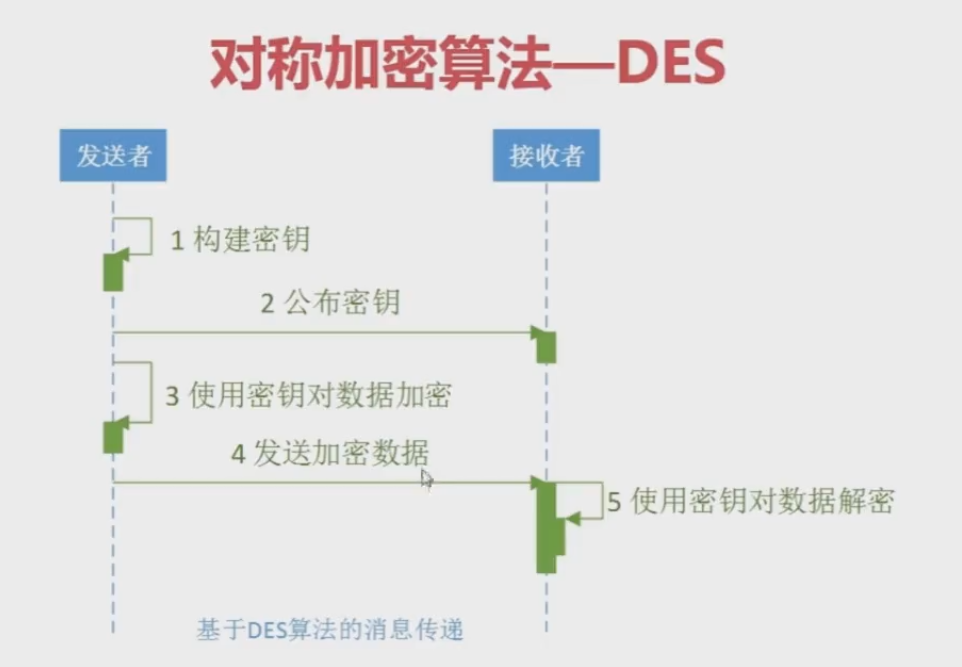 对称加密算法—DES
发送者
接收者
1 构建密钥
2 公布密钥
3 使用密钥对数据加密
4 发送加密数据
5 使用密钥对数据解密
基于DES算法的消息传递